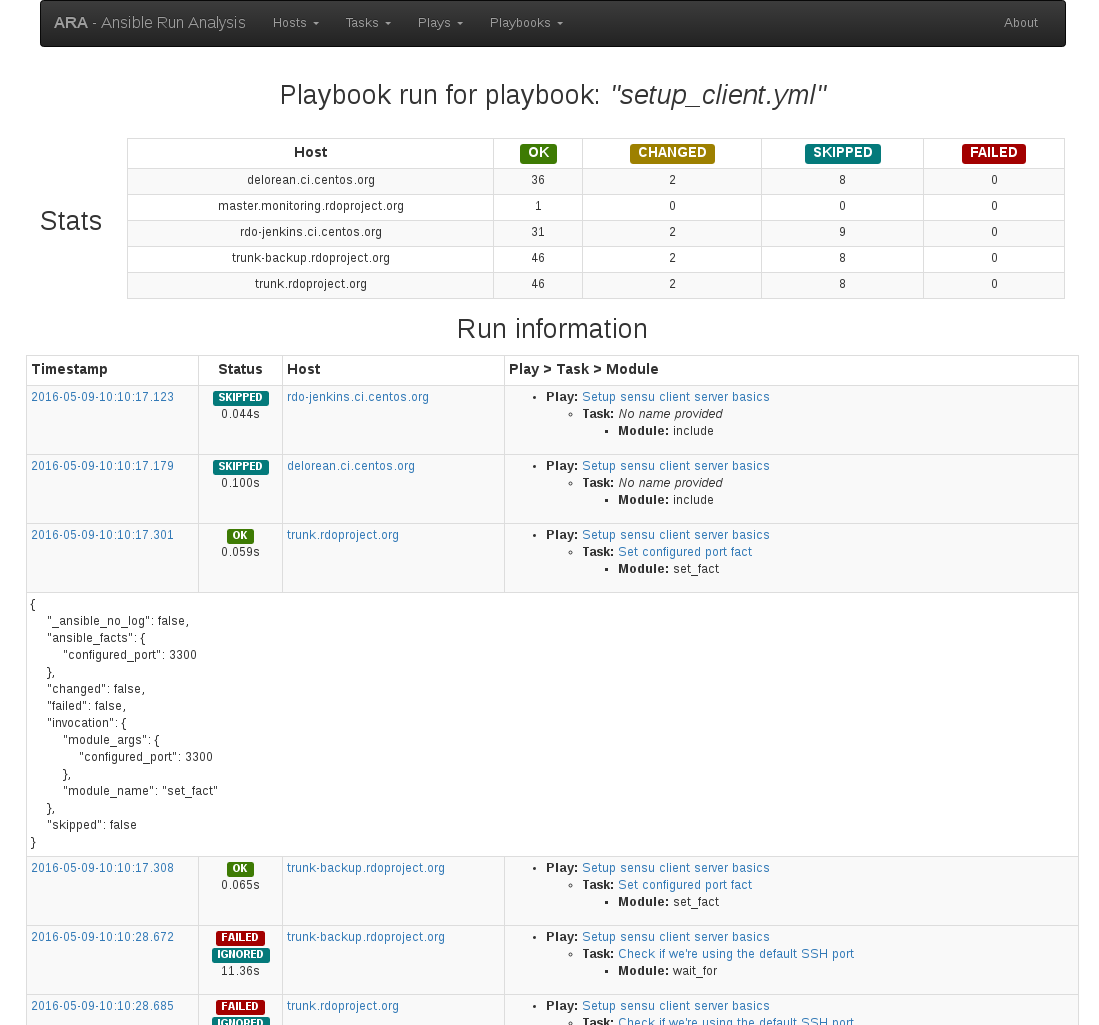 ARA - Ansible Run Analysis Hosts Tasks Plays Playbooks About
Playbook run for playbook: "setup_client.yml"
Stats
Host OK CHANGED SKIPPED FAILED
delorean.ci.centos.org 36 2 8 0
master.monitoring.rdoproject.org 1 0 0 0
rdo-jenkins.ci.centos.org 31 2 9 0
trunk-backup.rdoproject.org 46 2 8 0
trunk.rdoproject.org 46 2 8 0
Run information
Timestamp Status Host Play > Task > Module
2016-05-09-10:10:17.123 SKIPPED rdo-jenkins.ci.centos.org • Play: Setup sensu client server basics
0.044s ◦ Task: No name provided
▪ Module: include
2016-05-09-10:10:17.179 SKIPPED delorean.ci.centos.org • Play: Setup sensu client server basics
0.100s ◦ Task: No name provided
▪ Module: include
2016-05-09-10:10:17.301 OK trunk.rdoproject.org • Play: Setup sensu client server basics
0.059s ◦ Task: Set configured port fact
▪ Module: set_fact
{
"_ansible_no_log": false,
"ansible_facts": {
"configured_port": 3300
},
"changed": false,
"failed": false,
"invocation": {
"module_args": {
"configured_port": 3300
},
"module_name": "set_fact"
},
"skipped": false
}
2016-05-09-10:10:17.308 OK trunk-backup.rdoproject.org • Play: Setup sensu client server basics
0.065s ◦ Task: Set configured port fact
▪ Module: set_fact
2016-05-09-10:10:28.672 FAILED trunk-backup.rdoproject.org • Play: Setup sensu client server basics
IGNORED ◦ Task: Check if we're using the default SSH port
11.36s ▪ Module: wait_for
2016-05-09-10:10:28.685 FAILED trunk.rdoproject.org • Play: Setup sensu client server basics
IGNORED ◦ Task: Check if we're using the default SSH port